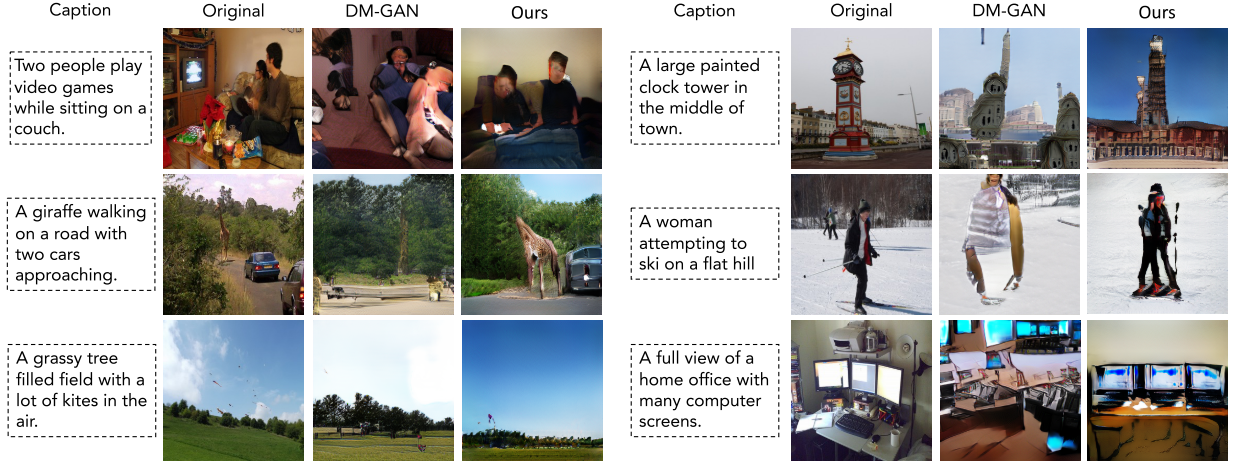 Caption Original DM-GAN Ours
Two people play
video games
while sitting on a
couch.
A giraffe walking
on a road with
two cars
approaching.
A grassy tree
filled field with a
lot of kites in the
air.
Caption Original DM-GAN Ours
A large painted
clock tower in
the middle of
town.
A woman
attempting to
ski on a flat hill
A full view of a
home office with
many computer
screens.